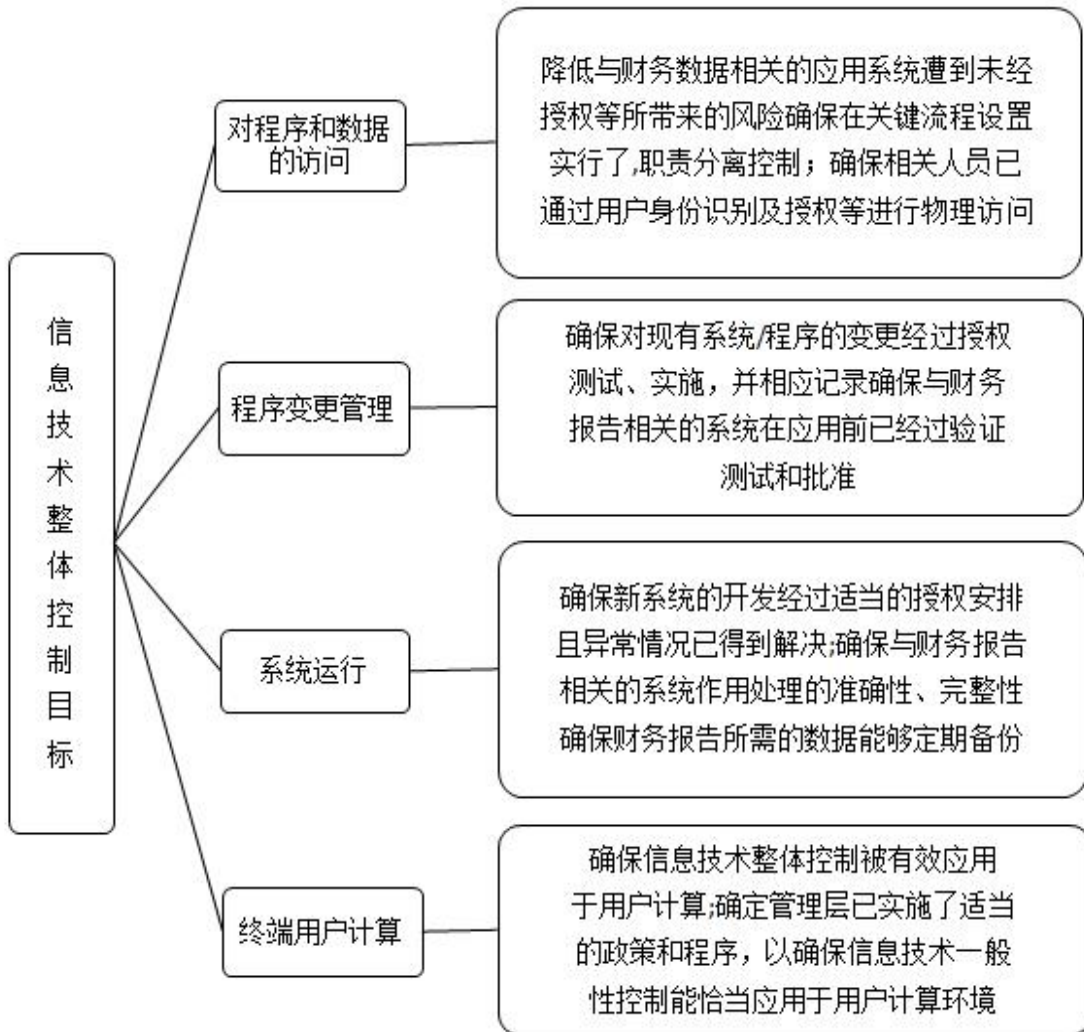 信
息
技
术
整
体
控
制
目
标
对程序和数据
的访问
降低与财务数据相关的应用系统遭到未经
授权等所带来的风险确保在关键流程设置
实行了,职责分离控制；确保相关人员已
通过用户身份识别及授权等进行物理访问
程序变更管理
确保对现有系统/程序的变更经过授权
测试、实施，并相应记录确保与财务
报告相关的系统在应用前已经过验证
测试和批准
系统运行
确保新系统的开发经过适当的授权安排
且异常情况已得到解决;确保与财务报告
相关的系统作用处理的准确性、完整性
确保财务报告所需的数据能够定期备份
终端用户计算
确保信息技术整体控制被有效应用
于用户计算;确定管理层已实施了适当
的政策和程序，以确保信息技术一般
性控制能恰当应用于用户计算环境